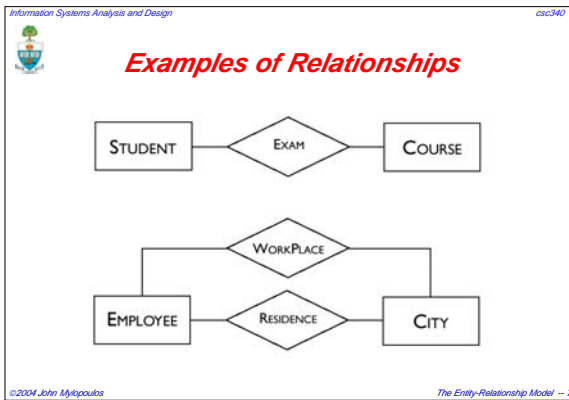 Information Systems Analysis and Design csc340
Examples of Relationships
STUDENT EXAM COURSE
WORKPLACE
EMPLOYEE RESIDENCE CITY
©2004 John Mylopoulos The Entity-Relationship Model -- 7